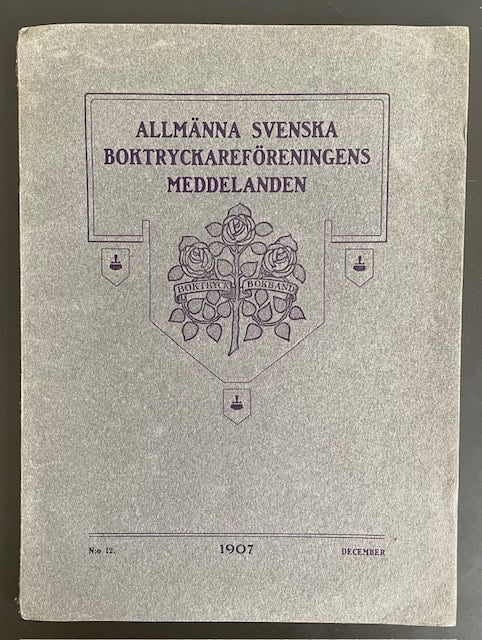 ALLMÄNNA SVENSKA
BOKTRYCKAREFÖRENINGENS
MEDDELANDEN
BOKTRYCK BOKBAND
N:o 12. 1907 DECEMBER